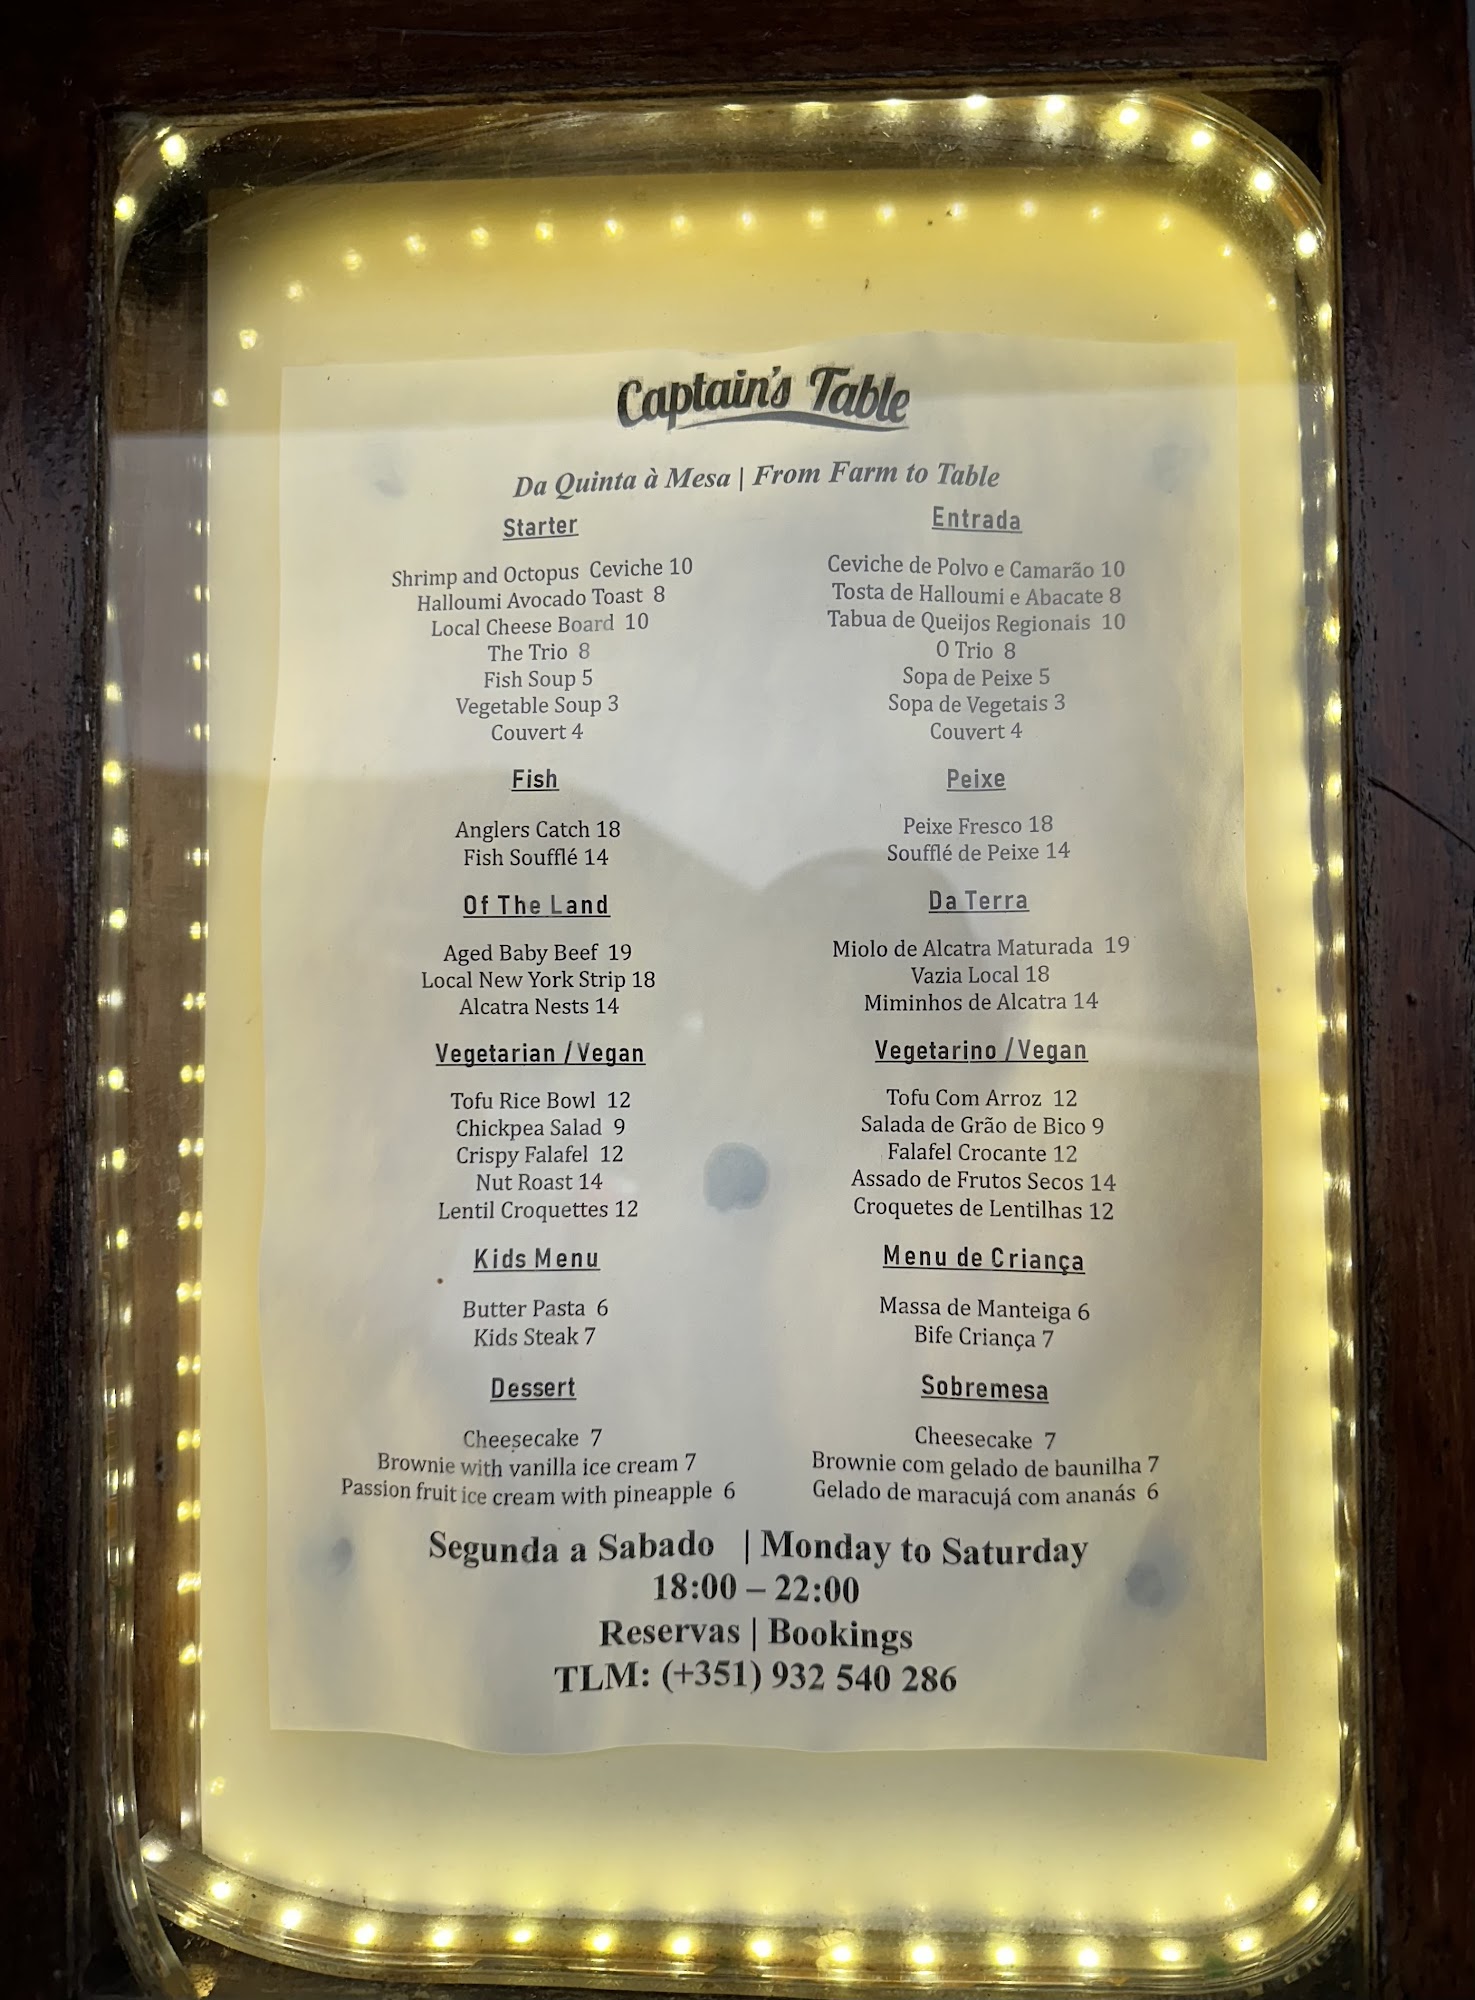 Captain's Table
Da Quinta à Mesa | From Farm to Table
Starter
Shrimp and Octopus Ceviche 10
Halloumi Avocado Toast 8
Local Cheese Board 10
The Trio 8
Fish Soup 5
Vegetable Soup 3
Couvert 4
Fish
Anglers Catch 18
Fish Soufflé 14
Of The Land
Aged Baby Beef 19
Local New York Strip 18
Alcatra Nests 14
Vegetarian / Vegan
Tofu Rice Bowl 12
Chickpea Salad 9
Crispy Falafel 12
Nut Roast 14
Lentil Croquettes 12
Kids Menu
Butter Pasta 6
Kids Steak 7
Dessert
Cheesecake 7
Brownie with vanilla ice cream 7
Passion fruit ice cream with pineapple 6
Entrada
Ceviche de Polvo e Camarão 10
Tosta de Halloumi e Abacate 8
Tabua de Queijos Regionais 10
O Trio 8
Sopa de Peixe 5
Sopa de Vegetais 3
Couvert 4
Peixe
Peixe Fresco 18
Soufflé de Peixe 14
Da Terra
Miolo de Alcatra Maturada 19
Vazia Local 18
Miminhos de Alcatra 14
Vegetarino / Vegan
Tofu Com Arroz 12
Salada de Grão de Bico 9
Falafel Crocante 12
Assado de Frutos Secos 14
Croquetes de Lentilhas 12
Menu de Criança
Massa de Manteiga 6
Bife Criança 7
Sobremesa
Cheesecake 7
Brownie com gelado de baunilha 7
Gelado de maracujá com ananás 6
Segunda a Sabado | Monday to Saturday
18:00 – 22:00
Reservas | Bookings
TLM: (+351) 932 540 286